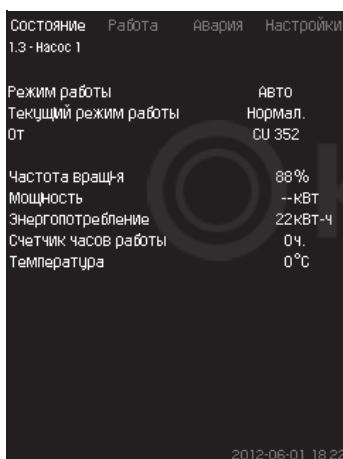 Состояние Работа Авария Настройки
1.3 - Насос 1
Режим работы Авто
Текущий режим работы Нормал.
От CU 352
Частота вращ-я 88%
Мощность --кВт
Энергопотребление 22кВт-ч
Счетчик часов работы 0ч.
Температура 0°C
2012-06-01 18:22